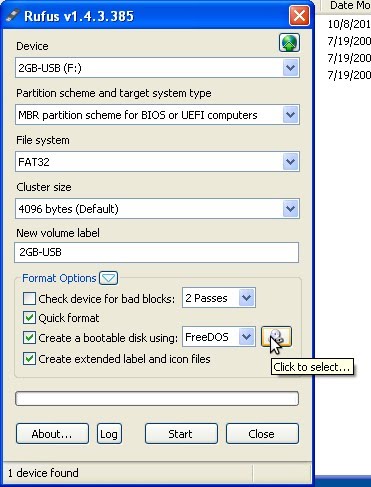 Rufus v1.4.3.385
Date Mo
Device
10/8/201
2GB-USB (F:)
7/19/200
7/19/200
7/19/200
Partition scheme and target system type
MBR partition scheme for BIOS or UEFI computers
File system
FAT32
Cluster size
4096 bytes (Default)
New volume label
2GB-USB
Format Options
Check device for bad blocks: 2 Passes
Quick format
Create a bootable disk using: FreeDOS
Create extended label and icon files
Click to select...
About... Log Start Close
1 device found